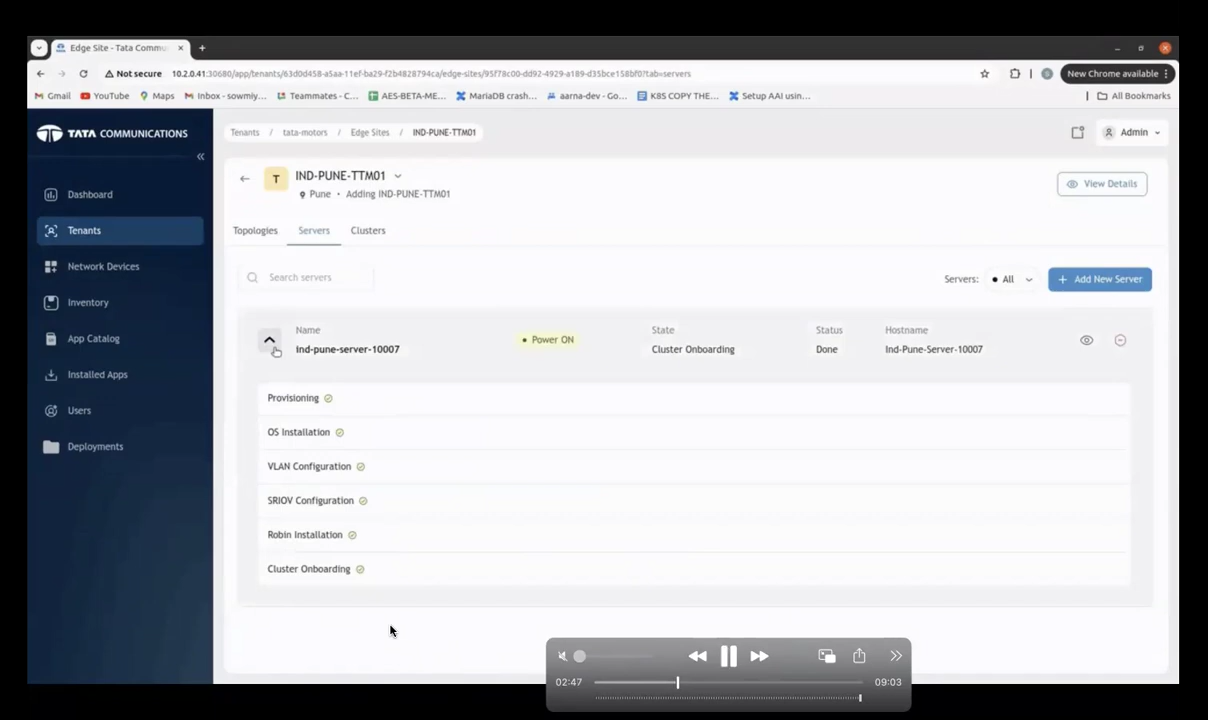 Edge Site - Tata Commu
Not secure 10.2.0.41:30680/app/tenants/63d0d458-a5aa-11ef-ba29-f2b4828794ca/edge-sites/95f78c00-dd92-4929-a189-d35bce158bf0?tab=servers New Chrome available
Gmail YouTube Maps Inbox - sowmiy... Teammates - C... AES-BETA-ME... MariaDB crash... aarna-dev - Go... K8S COPY THE... Setup AAI usin... All Bookmarks
TATA COMMUNICATIONS
Dashboard
Tenants
Network Devices
Inventory
App Catalog
Installed Apps
Users
Deployments
Tenants / tata-motors / Edge Sites / IND-PUNE-TTM01
Admin
T IND-PUNE-TTM01
Pune • Adding IND-PUNE-TTM01
View Details
Topologies Servers Clusters
Search servers
Servers: All + Add New Server
Name State Status Hostname
ind-pune-server-10007 Power ON Cluster Onboarding Done Ind-Pune-Server-10007
Provisioning
OS Installation
VLAN Configuration
SRIOV Configuration
Robin Installation
Cluster Onboarding
02:47 09:03